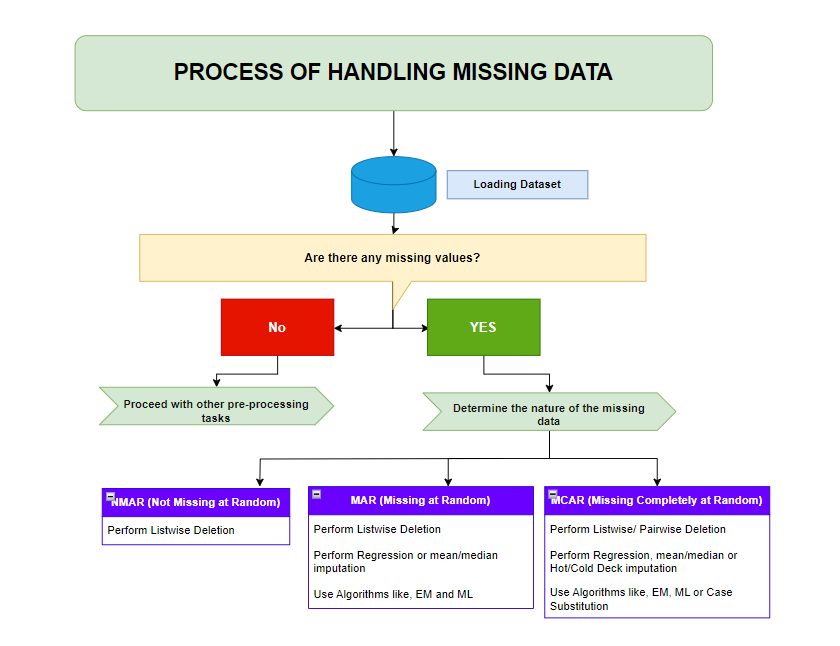 PROCESS OF HANDLING MISSING DATA
Loading Dataset
Are there any missing values?
No
YES
Proceed with other pre-processing
tasks
Determine the nature of the missing
data
NMAR (Not Missing at Random)
Perform Listwise Deletion
MAR (Missing at Random)
Perform Listwise Deletion
Perform Regression or mean/median
imputation
Use Algorithms like, EM and ML
MCAR (Missing Completely at Random)
Perform Listwise/ Pairwise Deletion
Perform Regression, mean/median or
Hot/Cold Deck imputation
Use Algorithms like, EM, ML or Case
Substitution